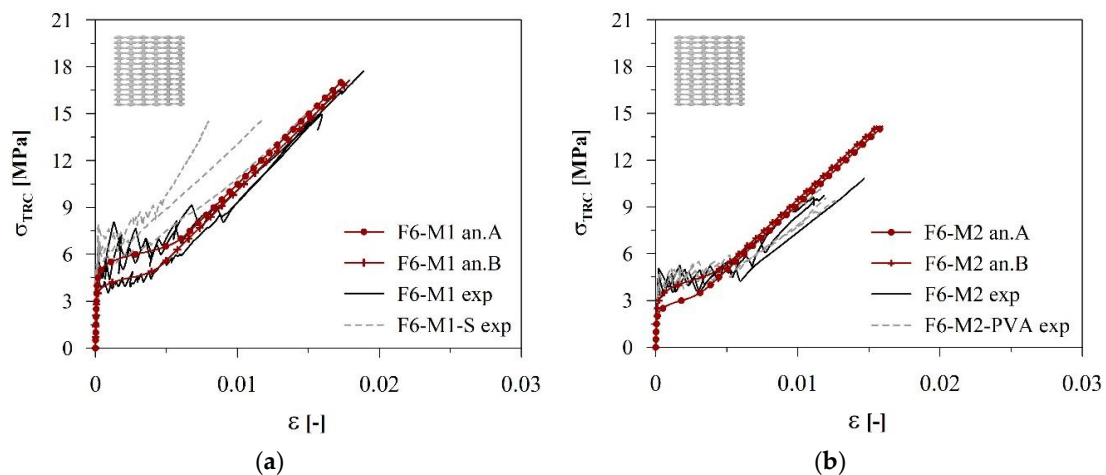 21
18
15
12
9
6
3
0
σTRC [MPa]
F6-M1 an.A
F6-M1 an.B
F6-M1 exp
F6-M1-S exp
0
0.01
0.02
0.03
ε [-]
(a)
21
18
15
12
9
6
3
0
σTRC [MPa]
F6-M2 an.A
F6-M2 an.B
F6-M2 exp
F6-M2-PVA exp
0
0.01
0.02
0.03
ε [-]
(b)